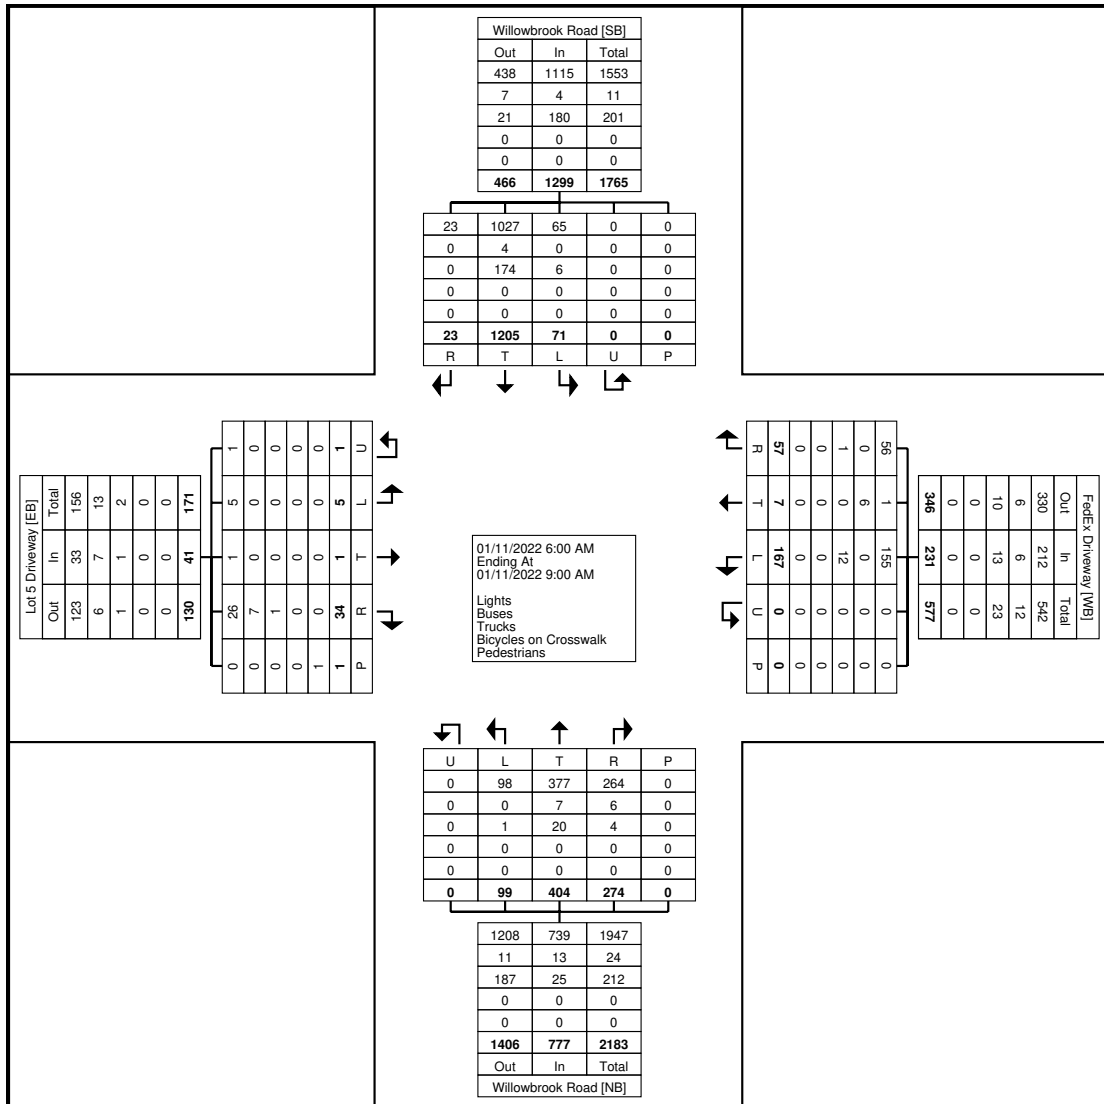 Willowbrook Road [SB]
Out In Total
438 1115 1553
7 4 11
21 180 201
0 0 0
0 0 0
466 1299 1765
23 1027 65 0 0
0 4 0 0 0
0 174 6 0 0
0 0 0 0 0
0 0 0 0 0
23 1205 71 0 0
R T L U P
Lot 5 Driveway [EB]
Total In Out
156 33 123
13 7 6
2 1 1
0 0 0
0 0 0
171 41 130
1 5 1 26 0
0 0 0 7 0
0 0 0 1 0
0 0 0 0 0
0 0 0 0 1
1 5 1 34 1
U L T R P
01/11/2022 6:00 AM
Ending At
01/11/2022 9:00 AM
Lights
Buses
Trucks
Bicycles on Crosswalk
Pedestrians
R T L U P
57 7 167 0 0
0 0 0 0 0
0 0 0 0 0
1 0 12 0 0
0 6 0 0 0
56 1 155 0 0
FedEx Driveway [WB]
Out In Total
330 212 542
6 6 12
10 13 23
0 0 0
0 0 0
346 231 577
U L T R P
0 98 377 264 0
0 0 7 6 0
0 1 20 4 0
0 0 0 0 0
0 0 0 0 0
0 99 404 274 0
1208 739 1947
11 13 24
187 25 212
0 0 0
0 0 0
1406 777 2183
Out In Total
Willowbrook Road [NB]